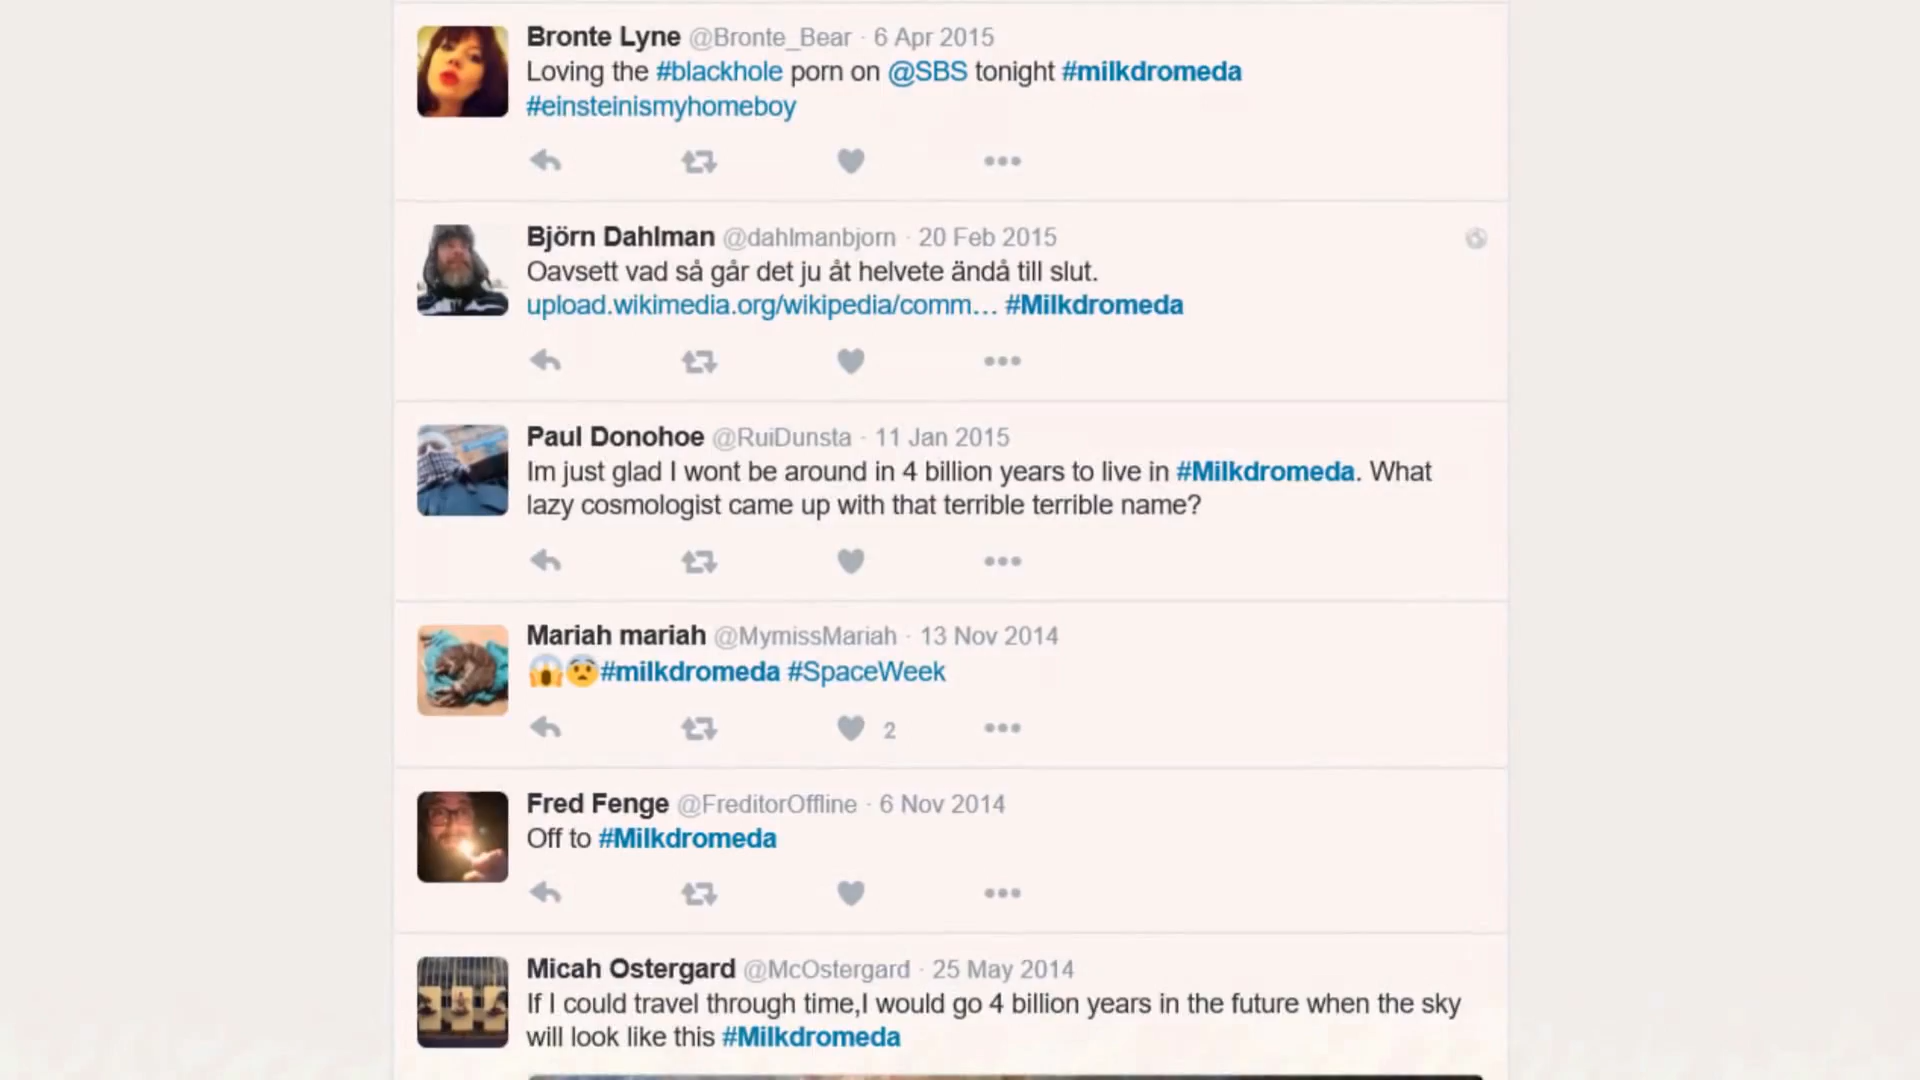 Bronte Lyne @Bronte_Bear · 6 Apr 2015
Loving the #blackhole porn on @SBS tonight #milkdromeda
#einsteinismyhomeboy
Björn Dahlman @dahlmanbjorn · 20 Feb 2015
Oavsett vad så går det ju åt helvete ändå till slut.
upload.wikimedia.org/wikipedia/comm… #Milkdromeda
Paul Donohoe @RuiDunsta · 11 Jan 2015
Im just glad I wont be around in 4 billion years to live in #Milkdromeda. What
lazy cosmologist came up with that terrible terrible name?
Mariah mariah @MymissMariah · 13 Nov 2014
😱😨#milkdromeda #SpaceWeek
2
Fred Fenge @FreditorOffline · 6 Nov 2014
Off to #Milkdromeda
Micah Ostergard @McOstergard · 25 May 2014
If I could travel through time,I would go 4 billion years in the future when the sky
will look like this #Milkdromeda